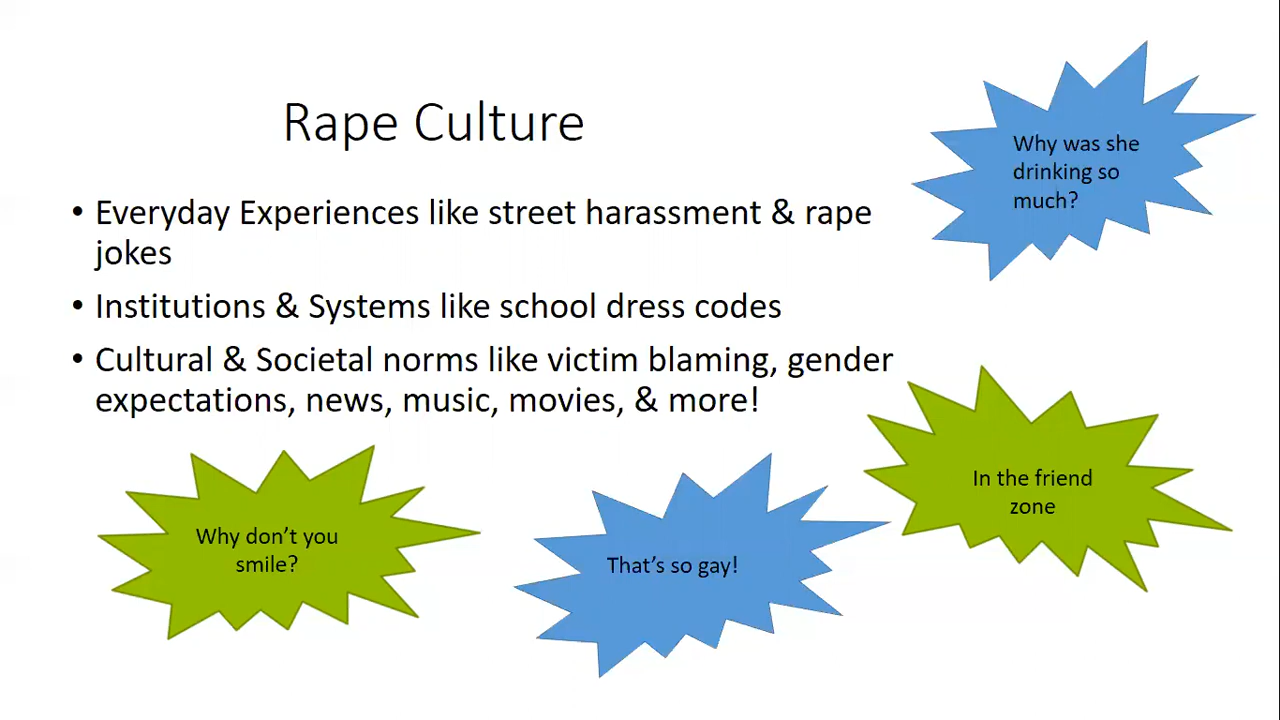 Rape Culture
• Everyday Experiences like street harassment & rape
jokes
• Institutions & Systems like school dress codes
• Cultural & Societal norms like victim blaming, gender
expectations, news, music, movies, & more!
Why was she
drinking so
much?
In the friend
zone
Why don’t you
smile?
That’s so gay!